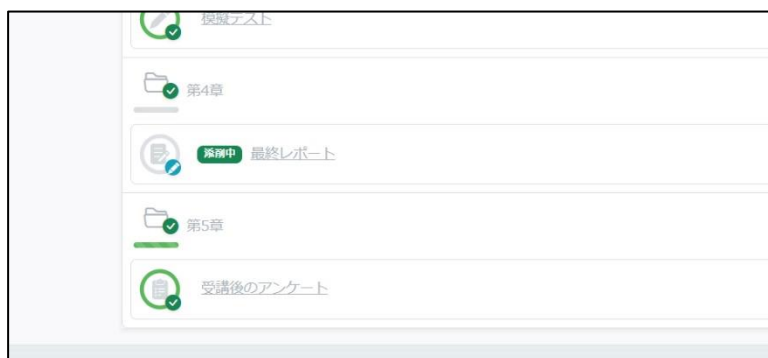 模擬テスト
第4章
添削中 最終レポート
第5章
受講後のアンケート